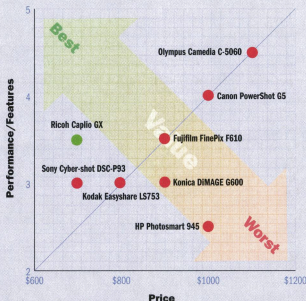 5
Best
Olympus Camedia C-5060
4
Canon PowerShot G5
Ricoh Caplio GX
Value
Fujifilm FinePix F610
Sony Cyber-shot DSC-P93
3
Konica DiMAGE G600
Kodak Easyshare LS753
HP Photosmart 945
Worst
2
$600
$800
$1000
$1200
Performance/Features
Price